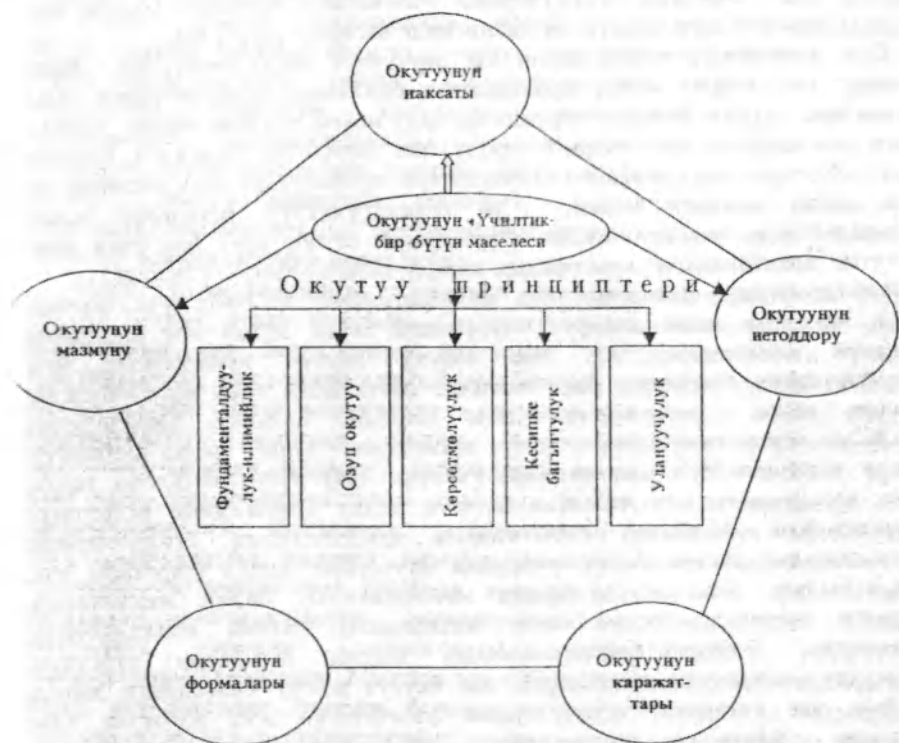 Окутуунун
максаты
Окутуунун «Үчилтик-
бир бүтүн маселеси
Окутуу принциптери
Окутуунун
мазмуну
Окутуунун
методдору
Фундаменталдуу-
лук-илимийлик
Озуп окутуу
Көрсөтмөлүүлүк
Кесипке
багыттулук
Улануучулук
Окутуунун
формалары
Окутуунун
каражат-
тары